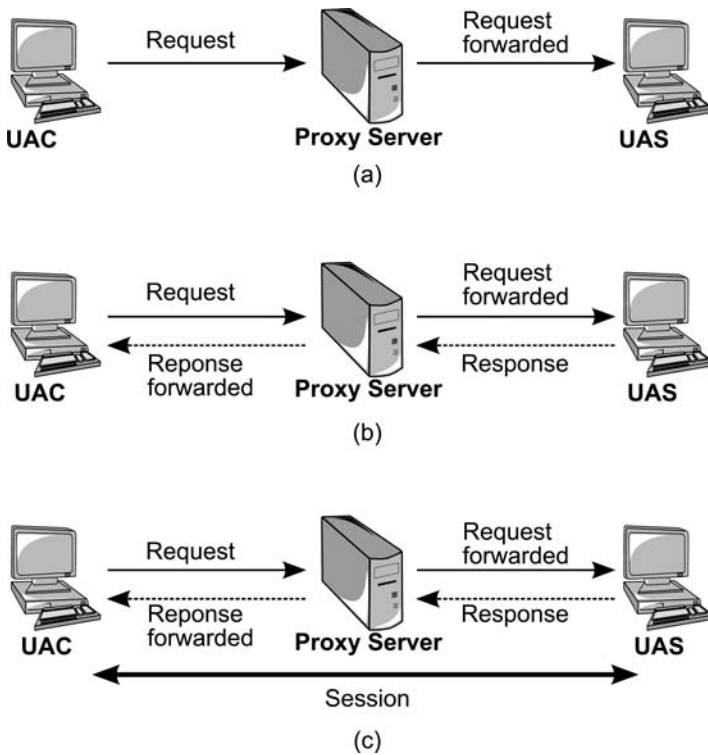 Request
Request
forwarded
UAC
Proxy Server
UAS
(a)
Request
Request
forwarded
Reponse
forwarded
Response
UAC
Proxy Server
UAS
(b)
Request
Request
forwarded
Reponse
forwarded
Response
UAC
Proxy Server
UAS
Session
(c)